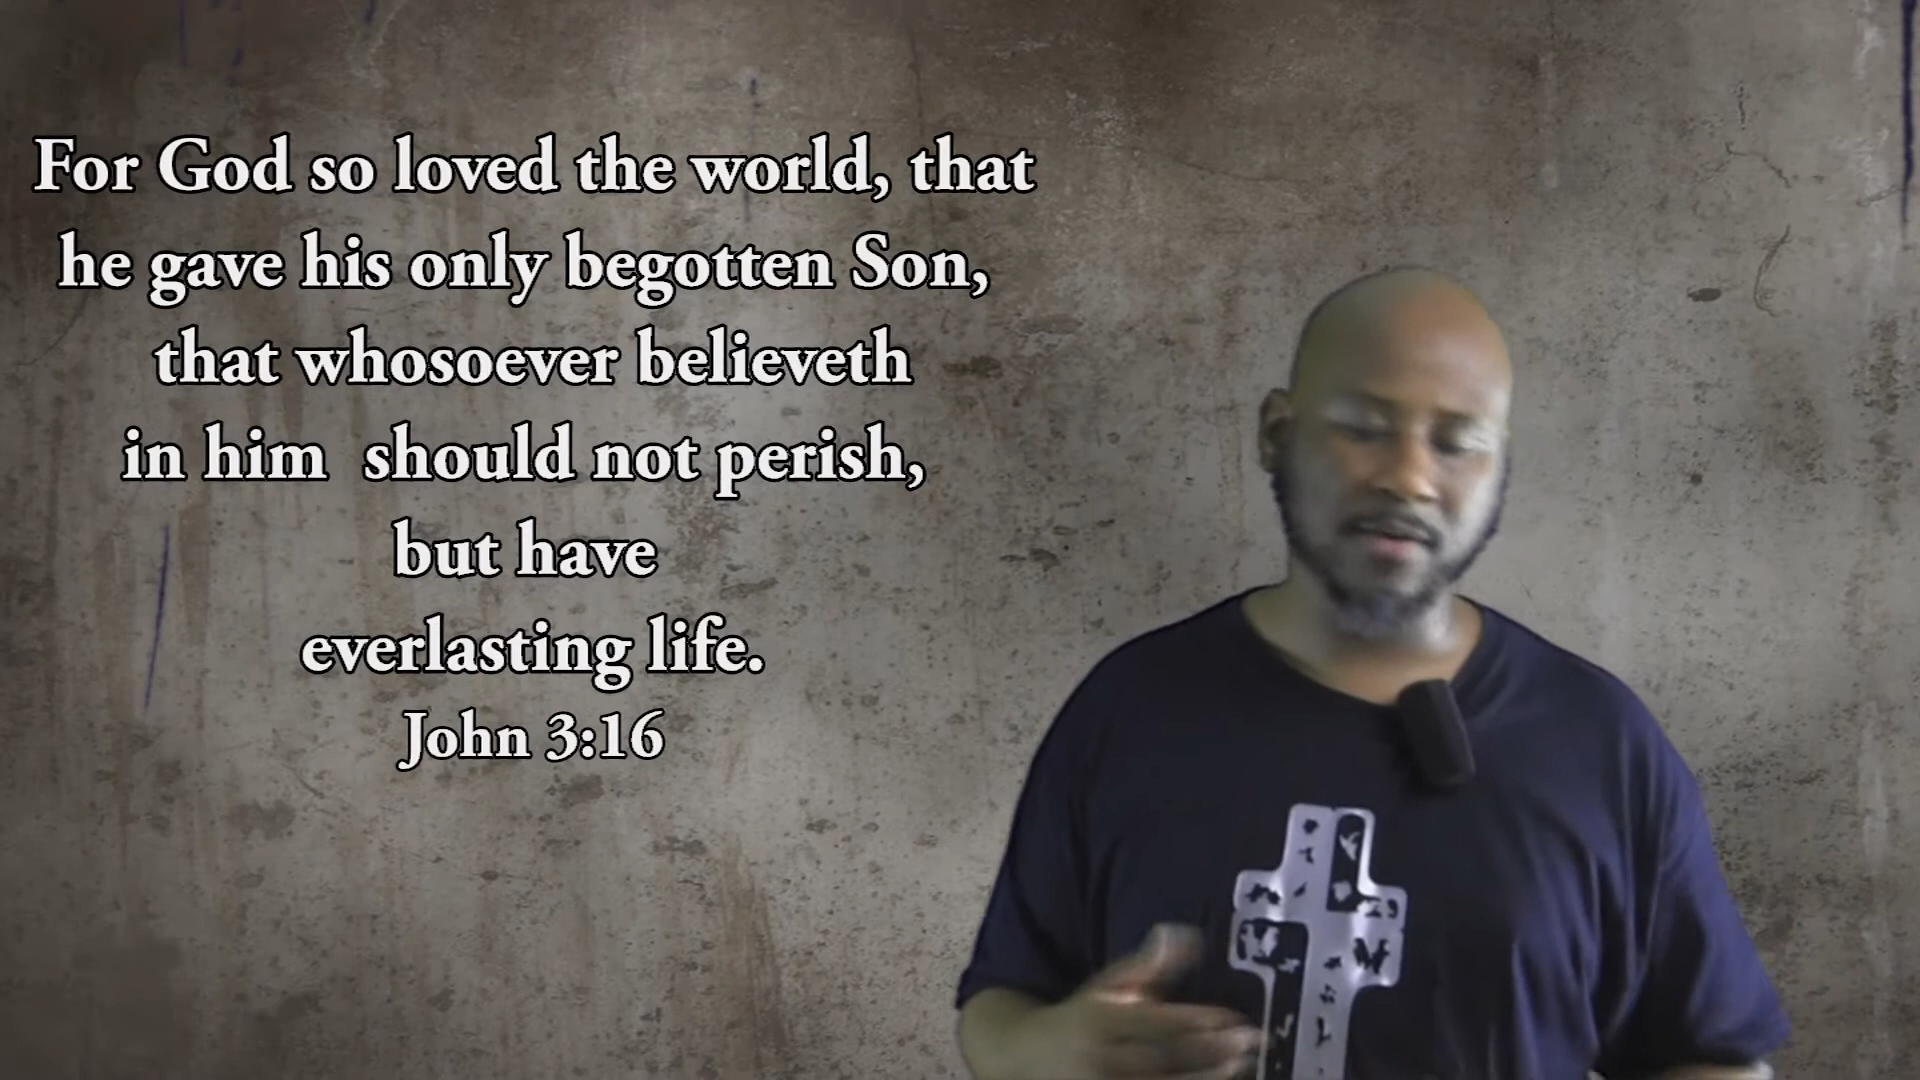 For God so loved the world, that
he gave his only begotten Son,
that whosoever believeth
in him  should not perish,
but have
everlasting life.
John 3:16